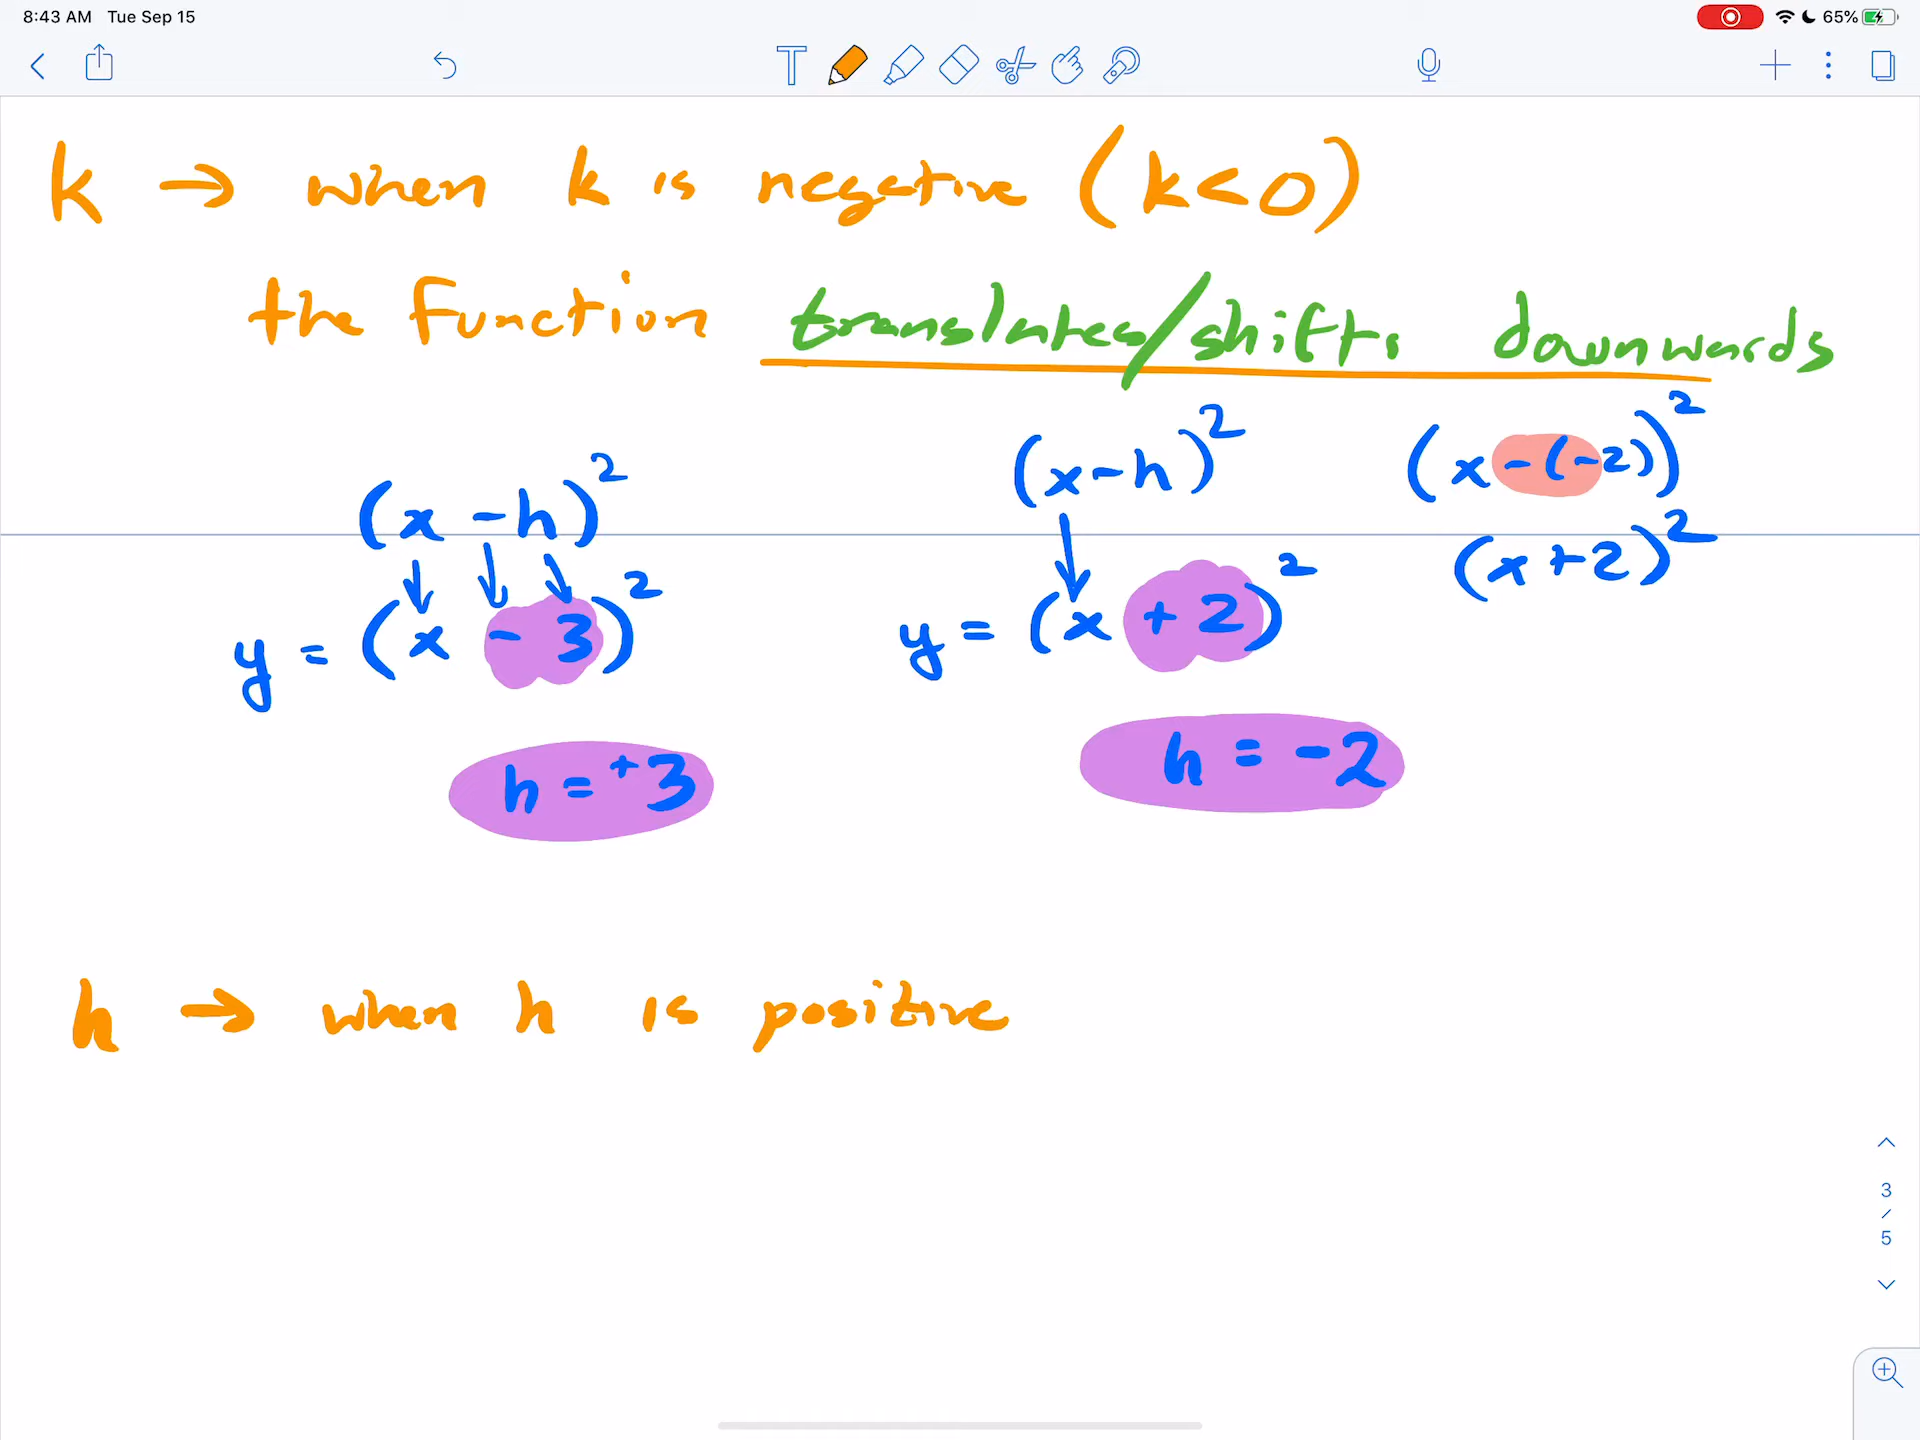 8:43 AM Tue Sep 15
65%
k → when k is negative (k<0)
the function translates/shifts downwards
(x-h)²
(x-h)²
(x-(-2))²
(x+2)²
y = (x - 3)²
y = (x + 2)²
h = +3
h = -2
h → when h is positive
3
/
5